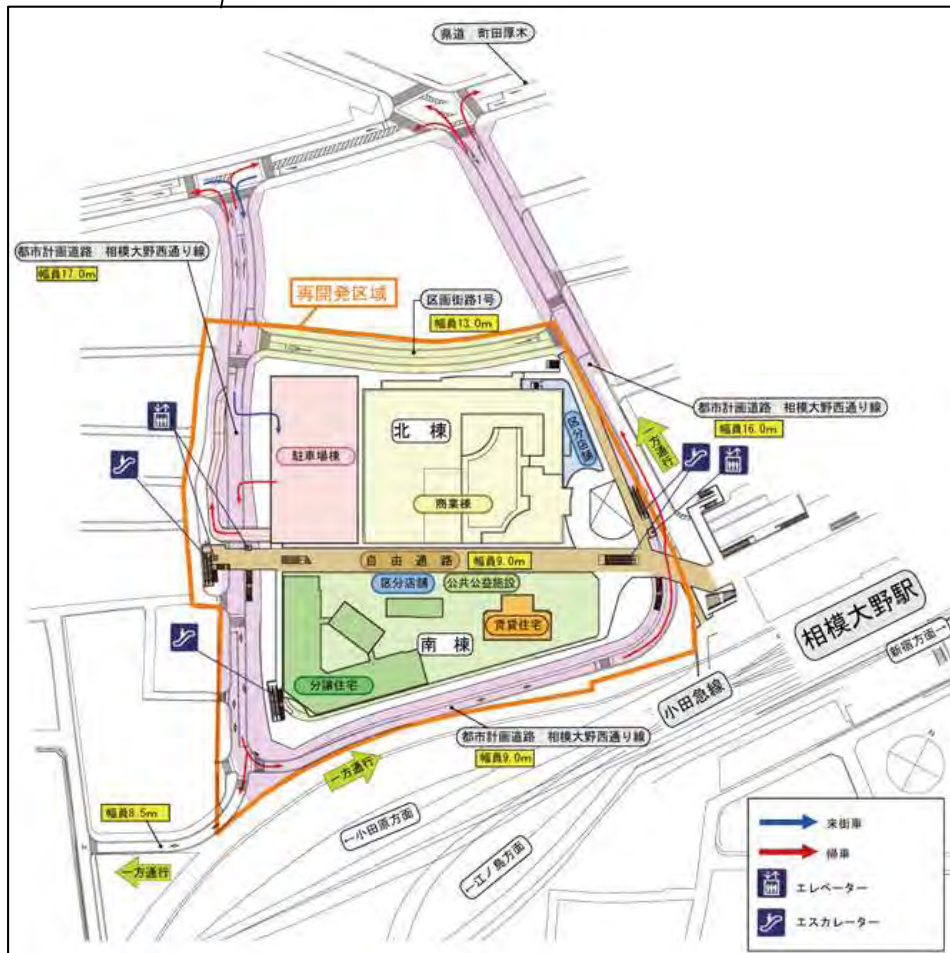 県道 町田厚木
都市計画道路 相模大野西通り線
幅員17.0m
再開発区域
区画街路1号
幅員13.0m
都市計画道路 相模大野西通り線
幅員16.0m
一方通行
北棟
区分店舗
駐車場棟
商業棟
自由通路
幅員9.0m
区分店舗
公共公益施設
賃貸住宅
南棟
分譲住宅
相模大野駅
新宿方面→
小田急線
都市計画道路 相模大野西通り線
幅員9.0m
一方通行
幅員8.5m
一方通行
←小田原方面
←江ノ島方面
N
来街車
帰車
エレベーター
エスカレーター